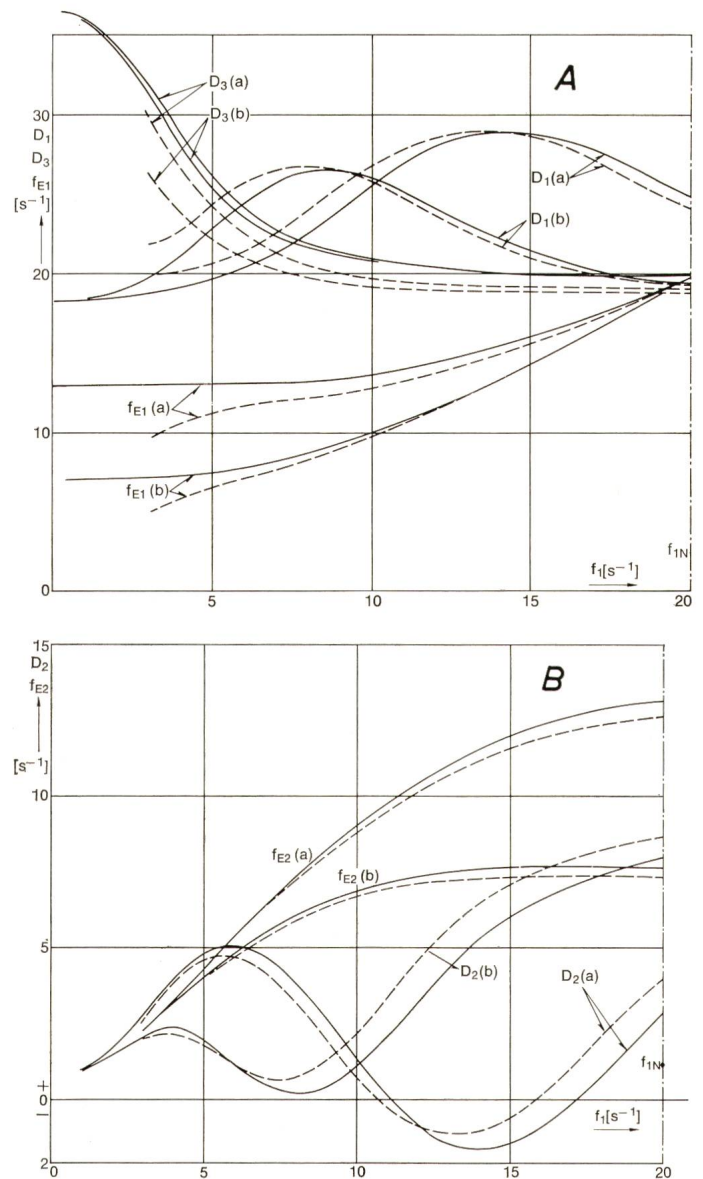 A
D₃(a)
30
D₃(b)
D₁
D₃
fE1
[s⁻¹]
D₁(a)
D₁(b)
20
fE1(a)
10
fE1(b)
f1N
f₁[s⁻¹]
0
5
10
15
20
15
D₂
B
fE2
[s⁻¹]
10
fE2(a)
fE2(b)
5
D₂(b)
D₂(a)
f1N
+
0
−
f₁[s⁻¹]
2
0
5
10
15
20